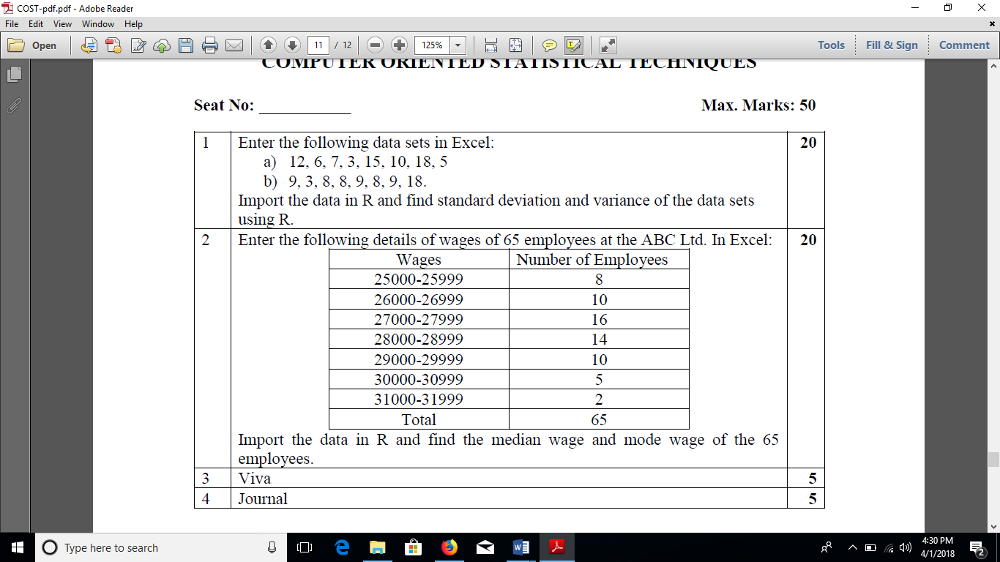 COST-pdf.pdf - Adobe Reader
File Edit View Window Help
Open 11 / 12 125% Tools Fill & Sign Comment
COMPUTER ORIENTED STATISTICAL TECHNIQUES
Seat No: ___________ Max. Marks: 50
1 Enter the following data sets in Excel: 20
a) 12, 6, 7, 3, 15, 10, 18, 5
b) 9, 3, 8, 8, 9, 8, 9, 18.
Import the data in R and find standard deviation and variance of the data sets
using R.
2 Enter the following details of wages of 65 employees at the ABC Ltd. In Excel: 20
Wages Number of Employees
25000-25999 8
26000-26999 10
27000-27999 16
28000-28999 14
29000-29999 10
30000-30999 5
31000-31999 2
Total 65
Import the data in R and find the median wage and mode wage of the 65
employees.
3 Viva 5
4 Journal 5
Type here to search
4:30 PM
4/1/2018
2